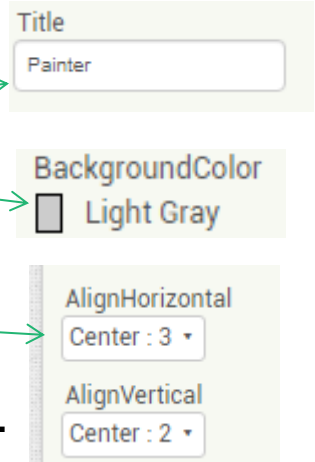 Title
Painter
BackgroundColor
Light Gray
AlignHorizontal
Center : 3
AlignVertical
Center : 2
.